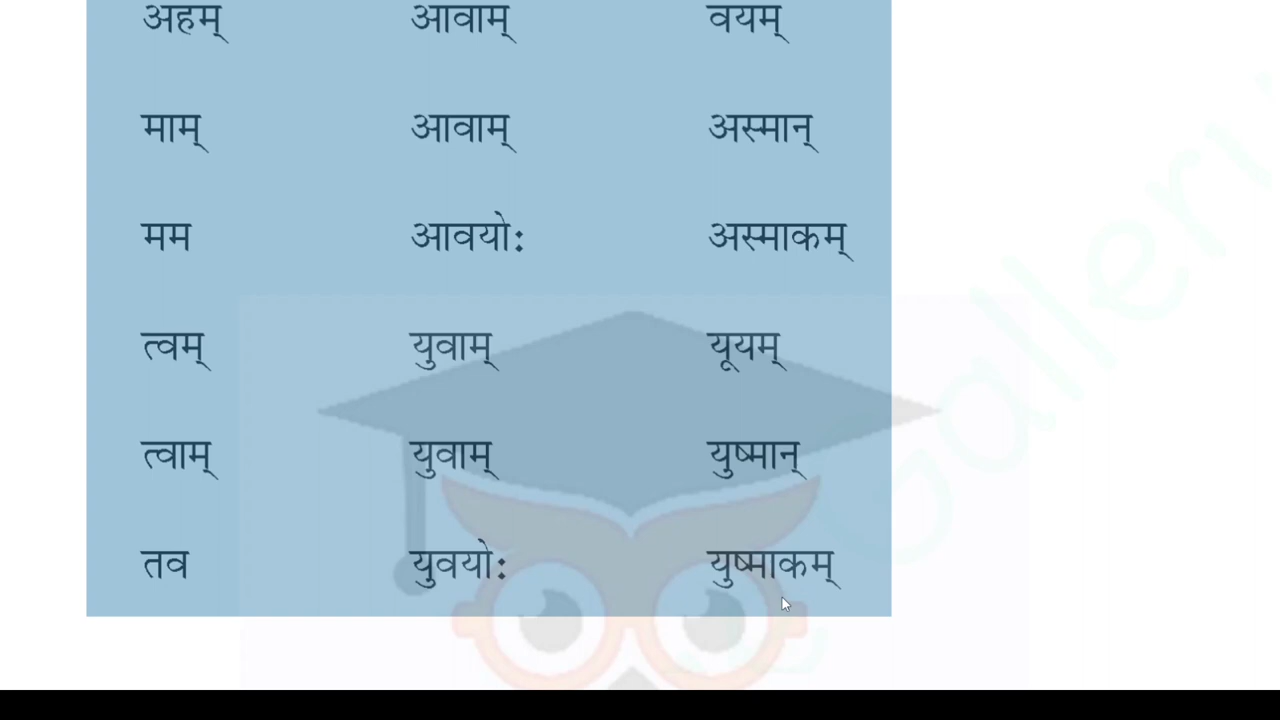 अहम् आवाम् वयम्
माम् आवाम् अस्मान्
मम आवयोः अस्माकम्
त्वम् युवाम् यूयम्
त्वाम् युवाम् युष्मान्
तव युवयोः युष्माकम्